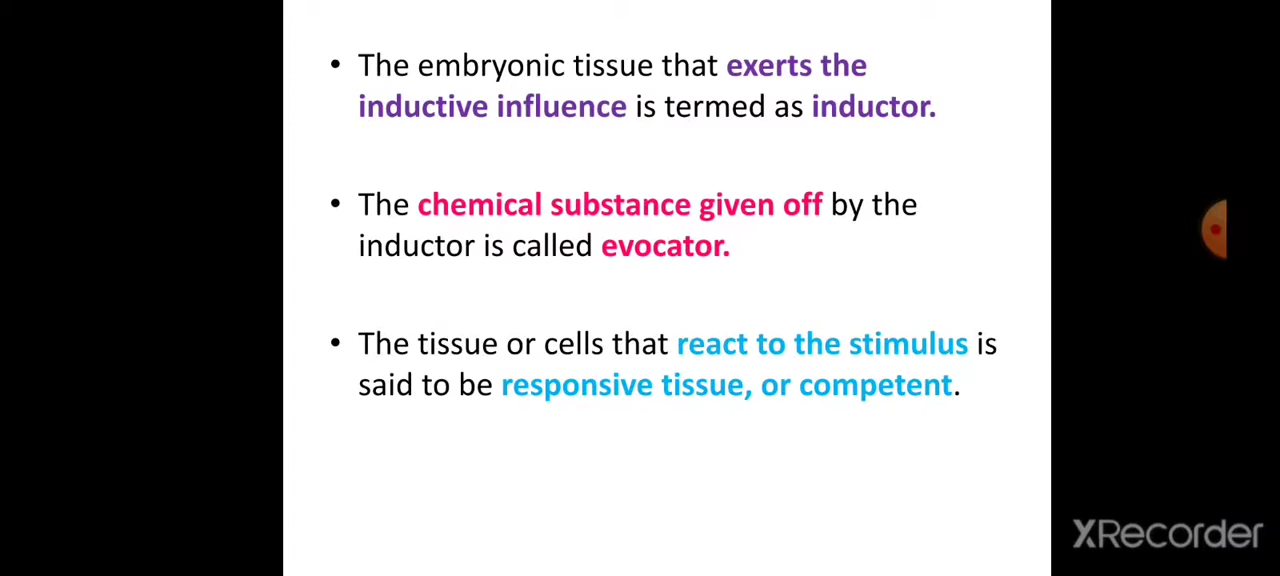 • The embryonic tissue that exerts the
inductive influence is termed as inductor.
• The chemical substance given off by the
inductor is called evocator.
• The tissue or cells that react to the stimulus is
said to be responsive tissue, or competent.
XRecorder